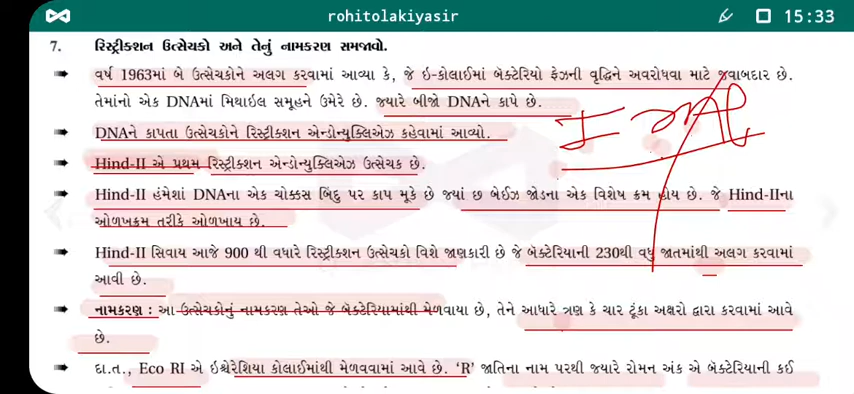 rohitolakiyasir
15:33
7. રિસ્ટ્રીક્શન ઉત્સેચકો અને તેનું નામકરણ સમજાવો.
વર્ષ 1963માં બે ઉત્સેચકોને અલગ કરવામાં આવ્યા કે, જે ઇ-કોલાઈમાં બૅક્ટેરિયો ફેઝની વૃદ્ધિને અવરોધવા માટે જવાબદાર છે.
તેમાંનો એક DNAમાં મિથાઇલ સમૂહને ઉમેરે છે. જ્યારે બીજો DNAને કાપે છે.
DNAને કાપતા ઉત્સેચકોને રિસ્ટ્રીક્શન એન્ડોન્યુક્લિએઝ કહેવામાં આવ્યો.
Hind-II એ પ્રથમ રિસ્ટ્રીક્શન એન્ડોન્યુક્લિએઝ ઉત્સેચક છે.
Hind-II હંમેશાં DNAના એક ચોક્કસ બિંદુ પર કાપ મૂકે છે જ્યાં છ બેઈઝ જોડના એક વિશેષ ક્રમ હોય છે. જે Hind-IIના
ઓળખક્રમ તરીકે ઓળખાય છે.
Hind-II સિવાય આજે 900 થી વધારે રિસ્ટ્રીક્શન ઉત્સેચકો વિશે જાણકારી છે જે બૅક્ટેરિયાની 230થી વધુ જાતમાંથી અલગ કરવામાં
આવી છે.
નામકરણ : આ ઉત્સેચકોનું નામકરણ તેઓ જે બૅક્ટેરિયામાંથી મેળવાયા છે, તેને આધારે ત્રણ કે ચાર ટૂંકા અક્ષરો દ્વારા કરવામાં આવે
છે.
દા.ત., Eco RI એ ઇશ્ચેરેશિયા કોલાઈમાંથી મેળવવામાં આવે છે. 'R' જાતિના નામ પરથી જ્યારે રોમન અંક એ બૅક્ટેરિયાની કઈ